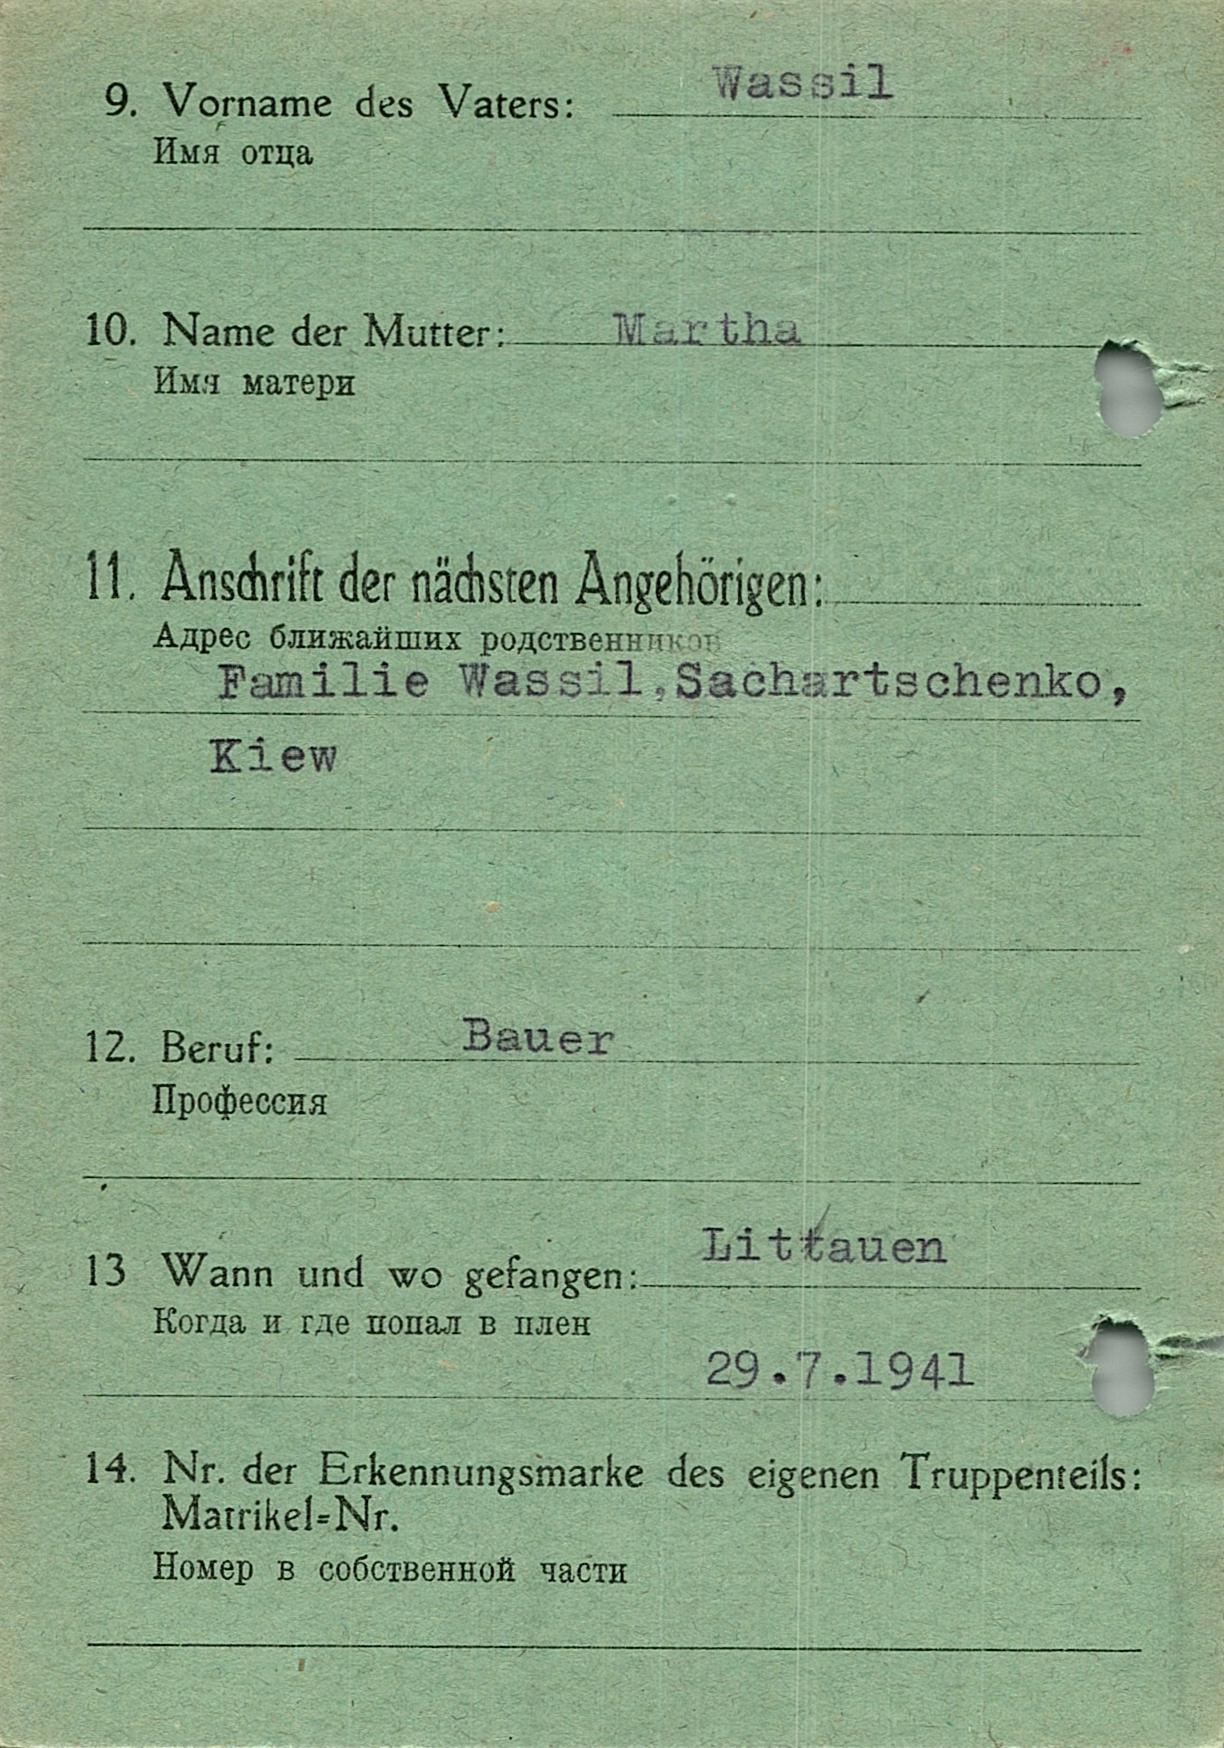 9. Vorname des Vaters: Wassil
Имя отца
10. Name der Mutter: Martha
Имя матери
11. Anschrift der nächsten Angehörigen:
Адрес ближайших родственников
Familie Wassil,Sachartschenko,
Kiew
12. Beruf: Bauer
Профессия
13 Wann und wo gefangen: Littauen
Когда и где попал в плен
29.7.1941
14. Nr. der Erkennungsmarke des eigenen Truppenteils:
Matrikel=Nr.
Номер в собственной части